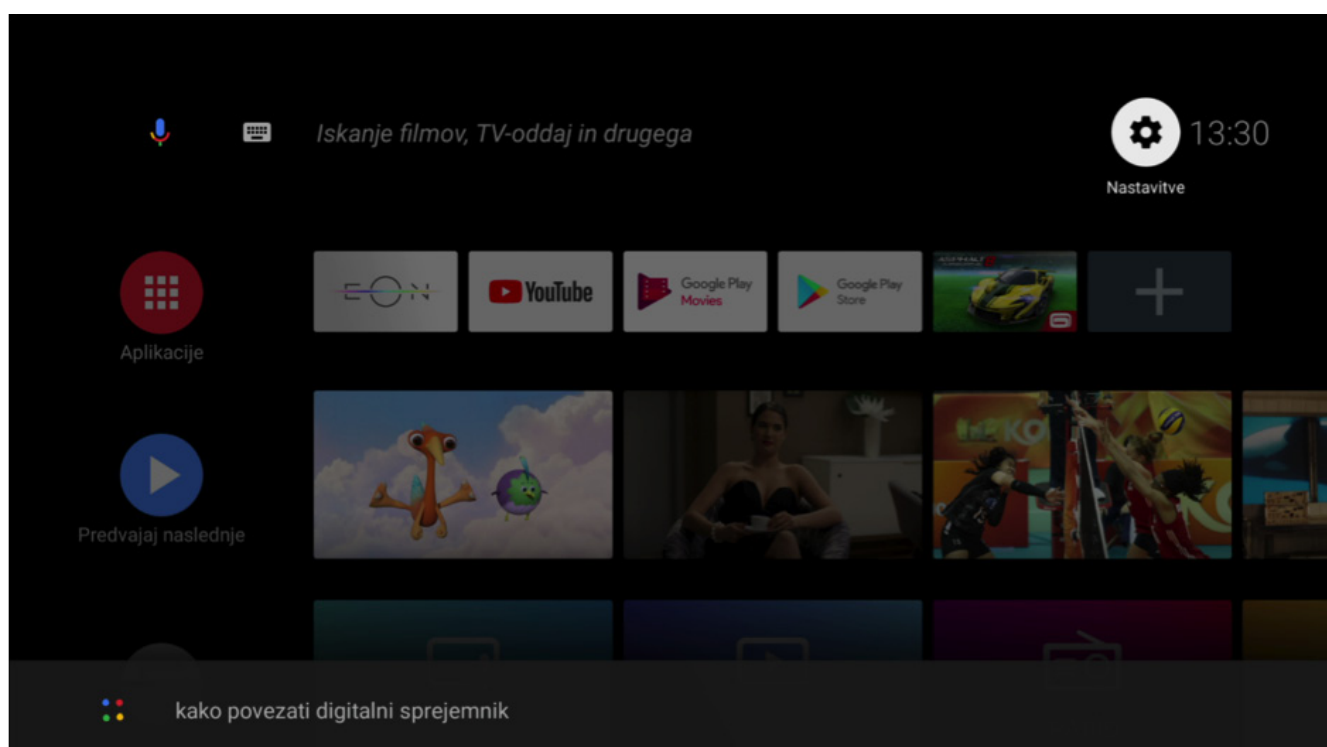 Iskanje filmov, TV-oddaj in drugega
13:30
Nastavitve
EON
YouTube
Google Play
Movies
Google Play
Store
Aplikacije
Predvajaj naslednje
kako povezati digitalni sprejemnik